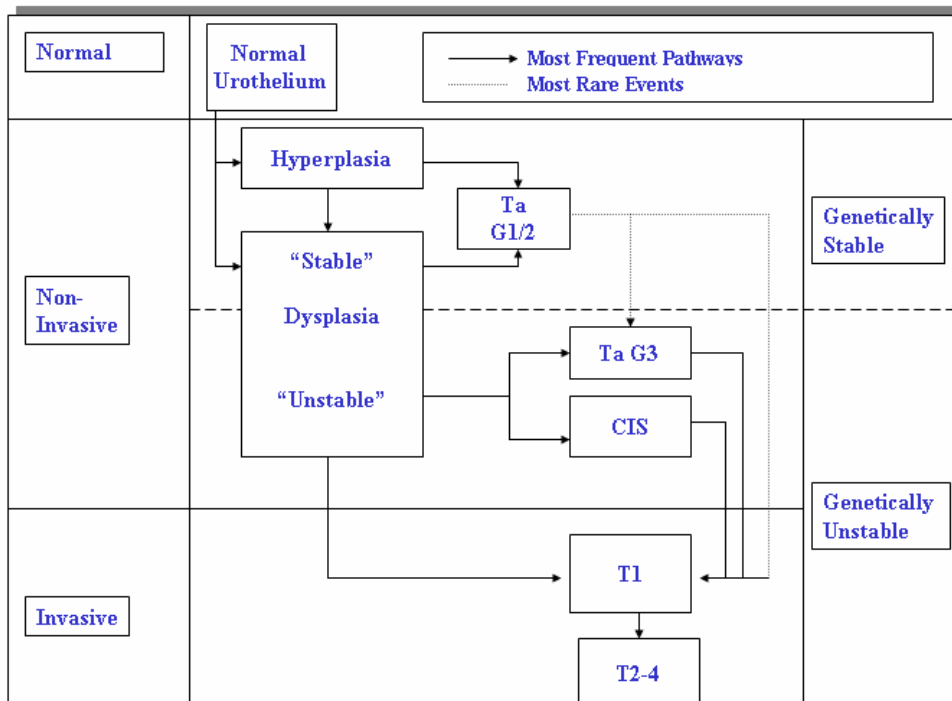 Normal
Normal
Urothelium
Most Frequent Pathways
Most Rare Events
Hyperplasia
Ta
G1/2
Genetically
Stable
"Stable"
Non-
Invasive
Dysplasia
Ta G3
"Unstable"
CIS
Genetically
Unstable
T1
Invasive
T2-4